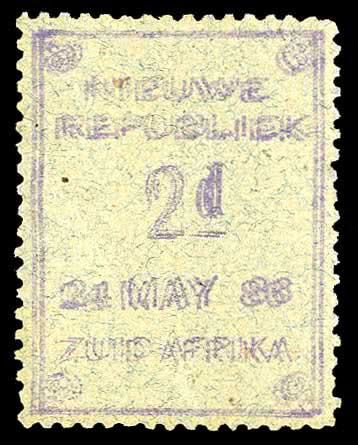 NIEUWE
REPUBLIEK
2d
24 MAY 86
ZUID AFRIKA.